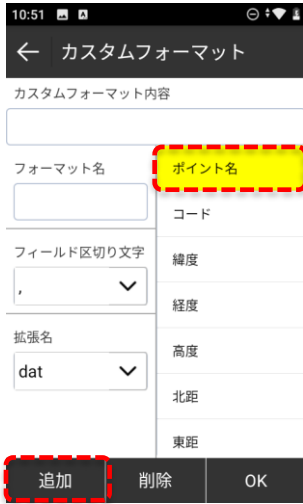 10:51
← カスタムフォーマット
カスタムフォーマット内容
フォーマット名
フィールド区切り文字
,
拡張名
dat
ポイント名
コード
緯度
経度
高度
北距
東距
追加 削除 OK